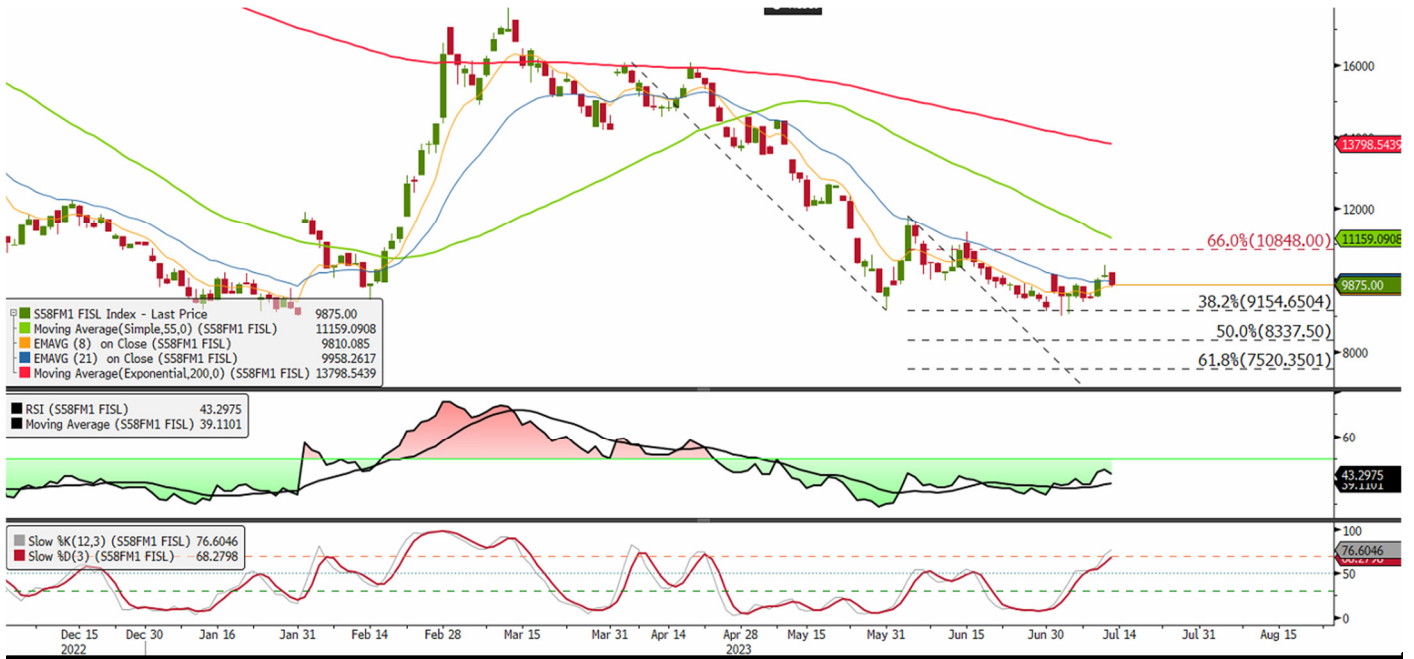 16000
14000
13798.5439
12000
66.0%(10848.00)
11159.0908
9875.00
38.2%(9154.6504)
50.0%(8337.50)
8000
61.8%(7520.3501)
S58FM1 FISL Index - Last Price 9875.00
Moving Average(Simple,55,0) (S58FM1 FISL) 11159.0908
EMAVG (8) on Close (S58FM1 FISL) 9810.085
EMAVG (21) on Close (S58FM1 FISL) 9958.2617
Moving Average(Exponential,200,0) (S58FM1 FISL) 13798.5439
RSI (S58FM1 FISL) 43.2975
Moving Average (S58FM1 FISL) 39.1101
60
43.2975
39.1101
Slow %K(12,3) (S58FM1 FISL) 76.6046
Slow %D(3) (S58FM1 FISL) 68.2798
100
76.6046
68.2798
50
0
Dec 15 Dec 30 Jan 16 Jan 31 Feb 14 Feb 28 Mar 15 Mar 31 Apr 14 Apr 28 May 15 May 31 Jun 15 Jun 30 Jul 14 Jul 31 Aug 15
2022 2023